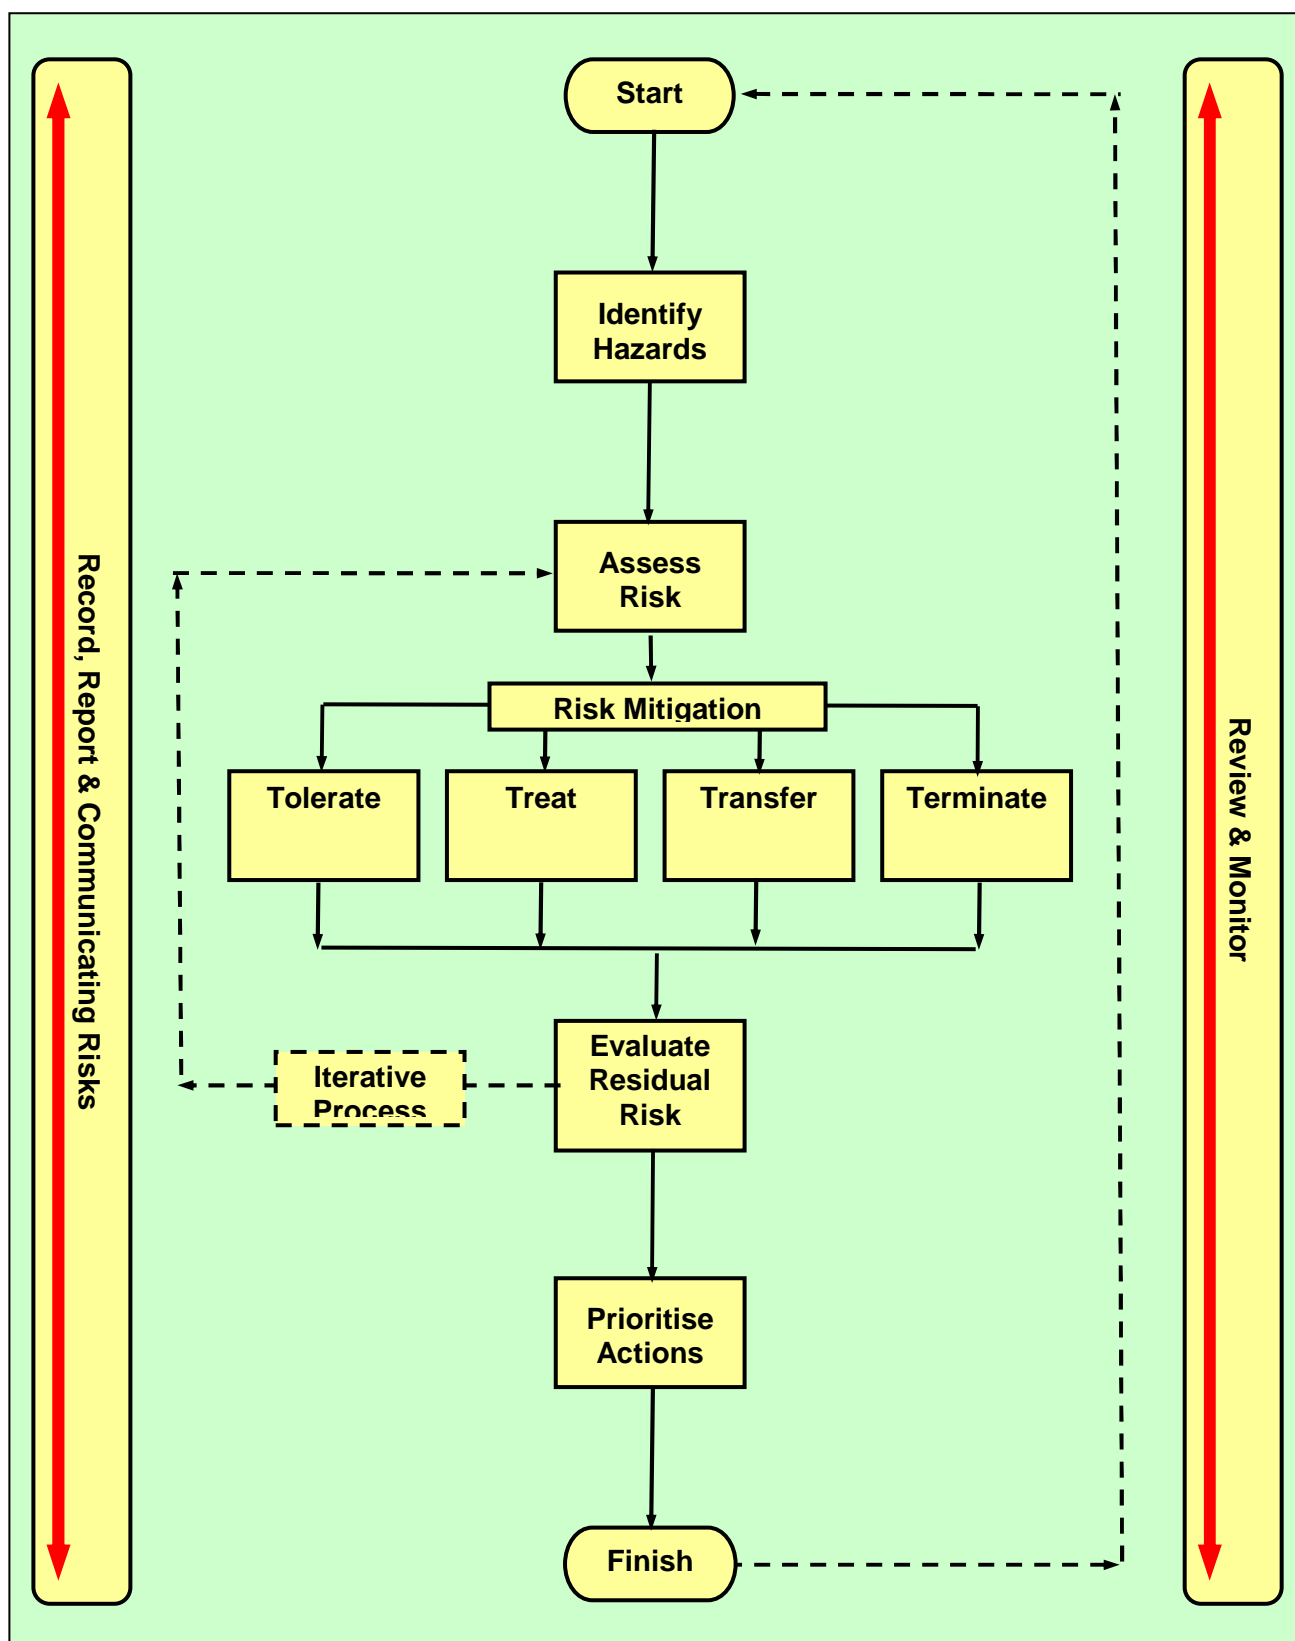 Start
Identify
Hazards
Assess
Risk
Risk Mitigation
Tolerate
Treat
Transfer
Terminate
Evaluate
Residual
Risk
Iterative
Process
Prioritise
Actions
Finish
Record, Report & Communicating Risks
Review & Monitor